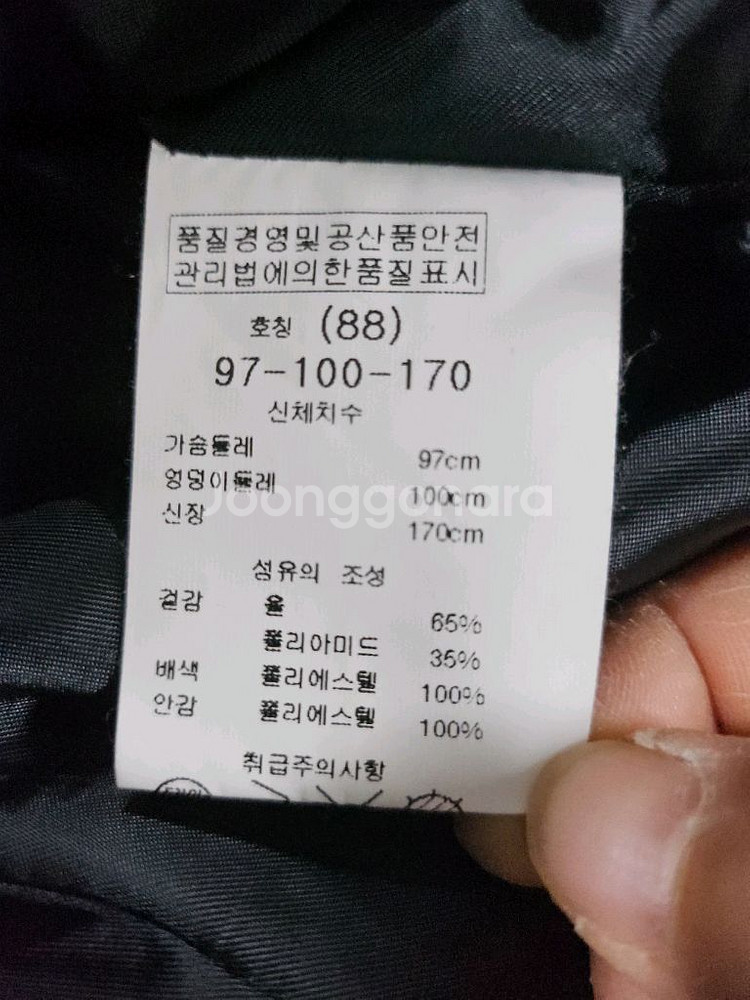 품질경영및공산품안전
관리법에의한품질표시
호칭 (88)
97-100-170
신체치수
가슴둘레 97cm
엉덩이둘레 100cm
신장 170cm
섬유의 조성
겉감 울 65%
폴리아미드 35%
배색 폴리에스텔 100%
안감 폴리에스텔 100%
취급주의사항
Joonggonara